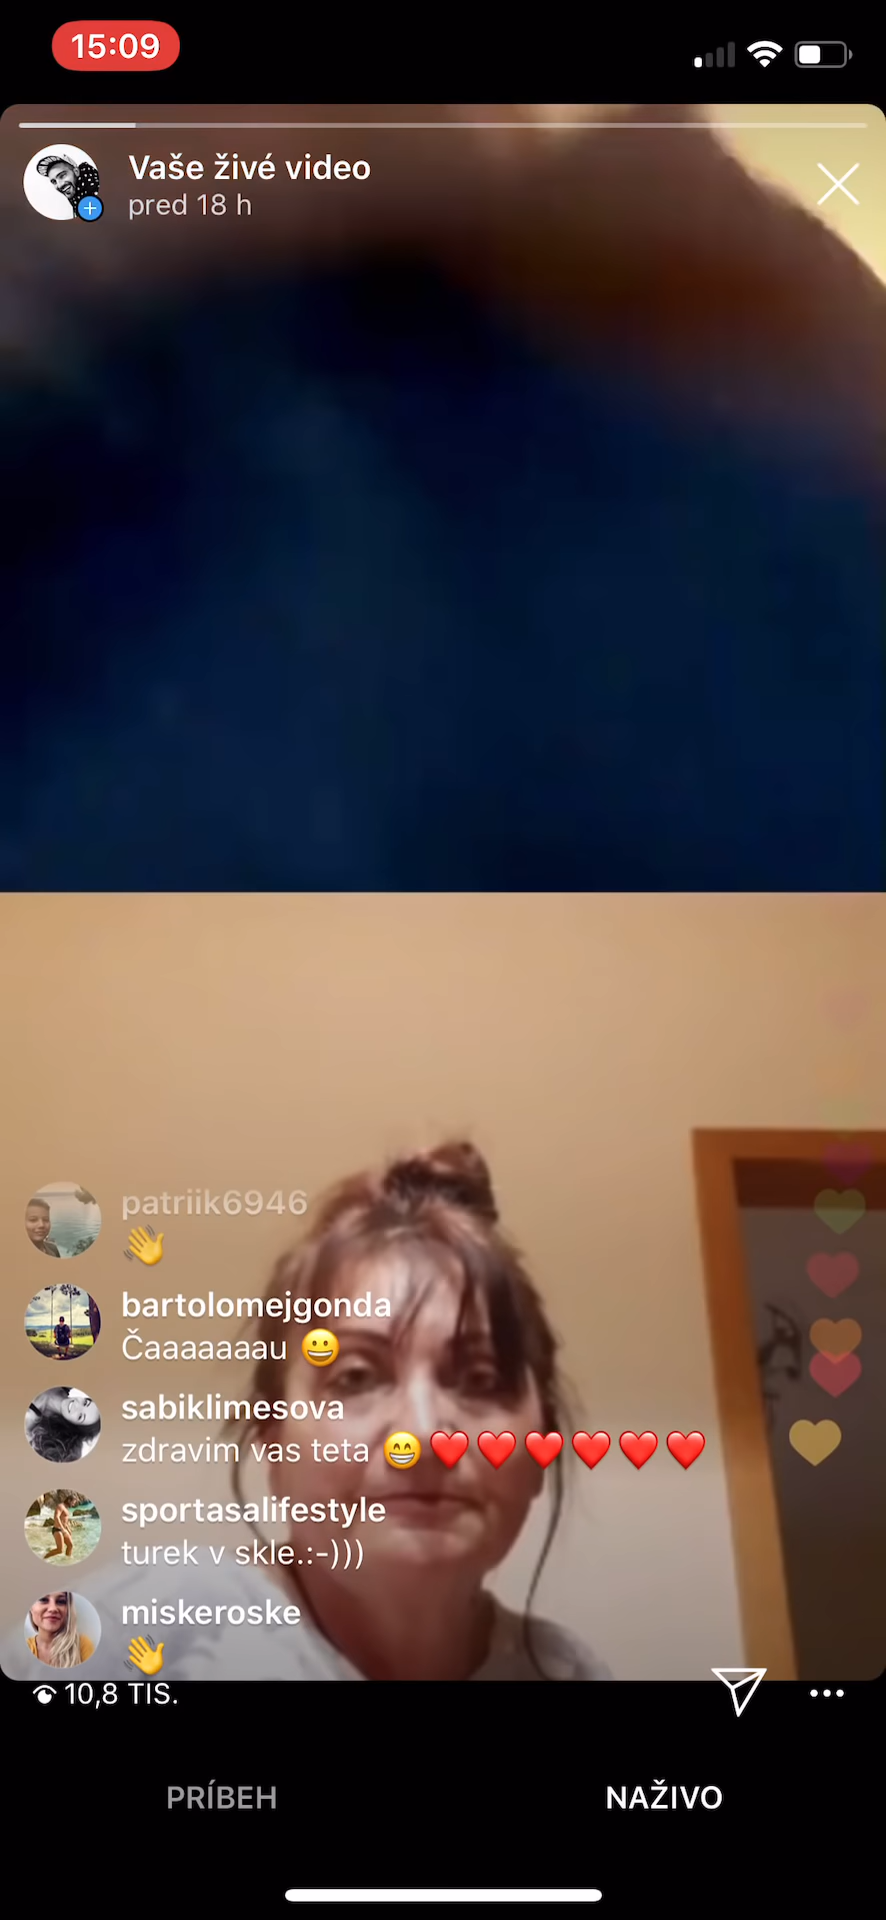 15:09
Vaše živé video
pred 18 h
patriik6946
👋
bartolomejgonda
Čaaaaaaau 😀
sabiklimesova
zdravim vas teta 😁❤️❤️❤️❤️❤️❤️
sportasalifestyle
turek v skle.:-)))
miskeroske
👋
10,8 TIS.
PRÍBEH
NAŽIVO